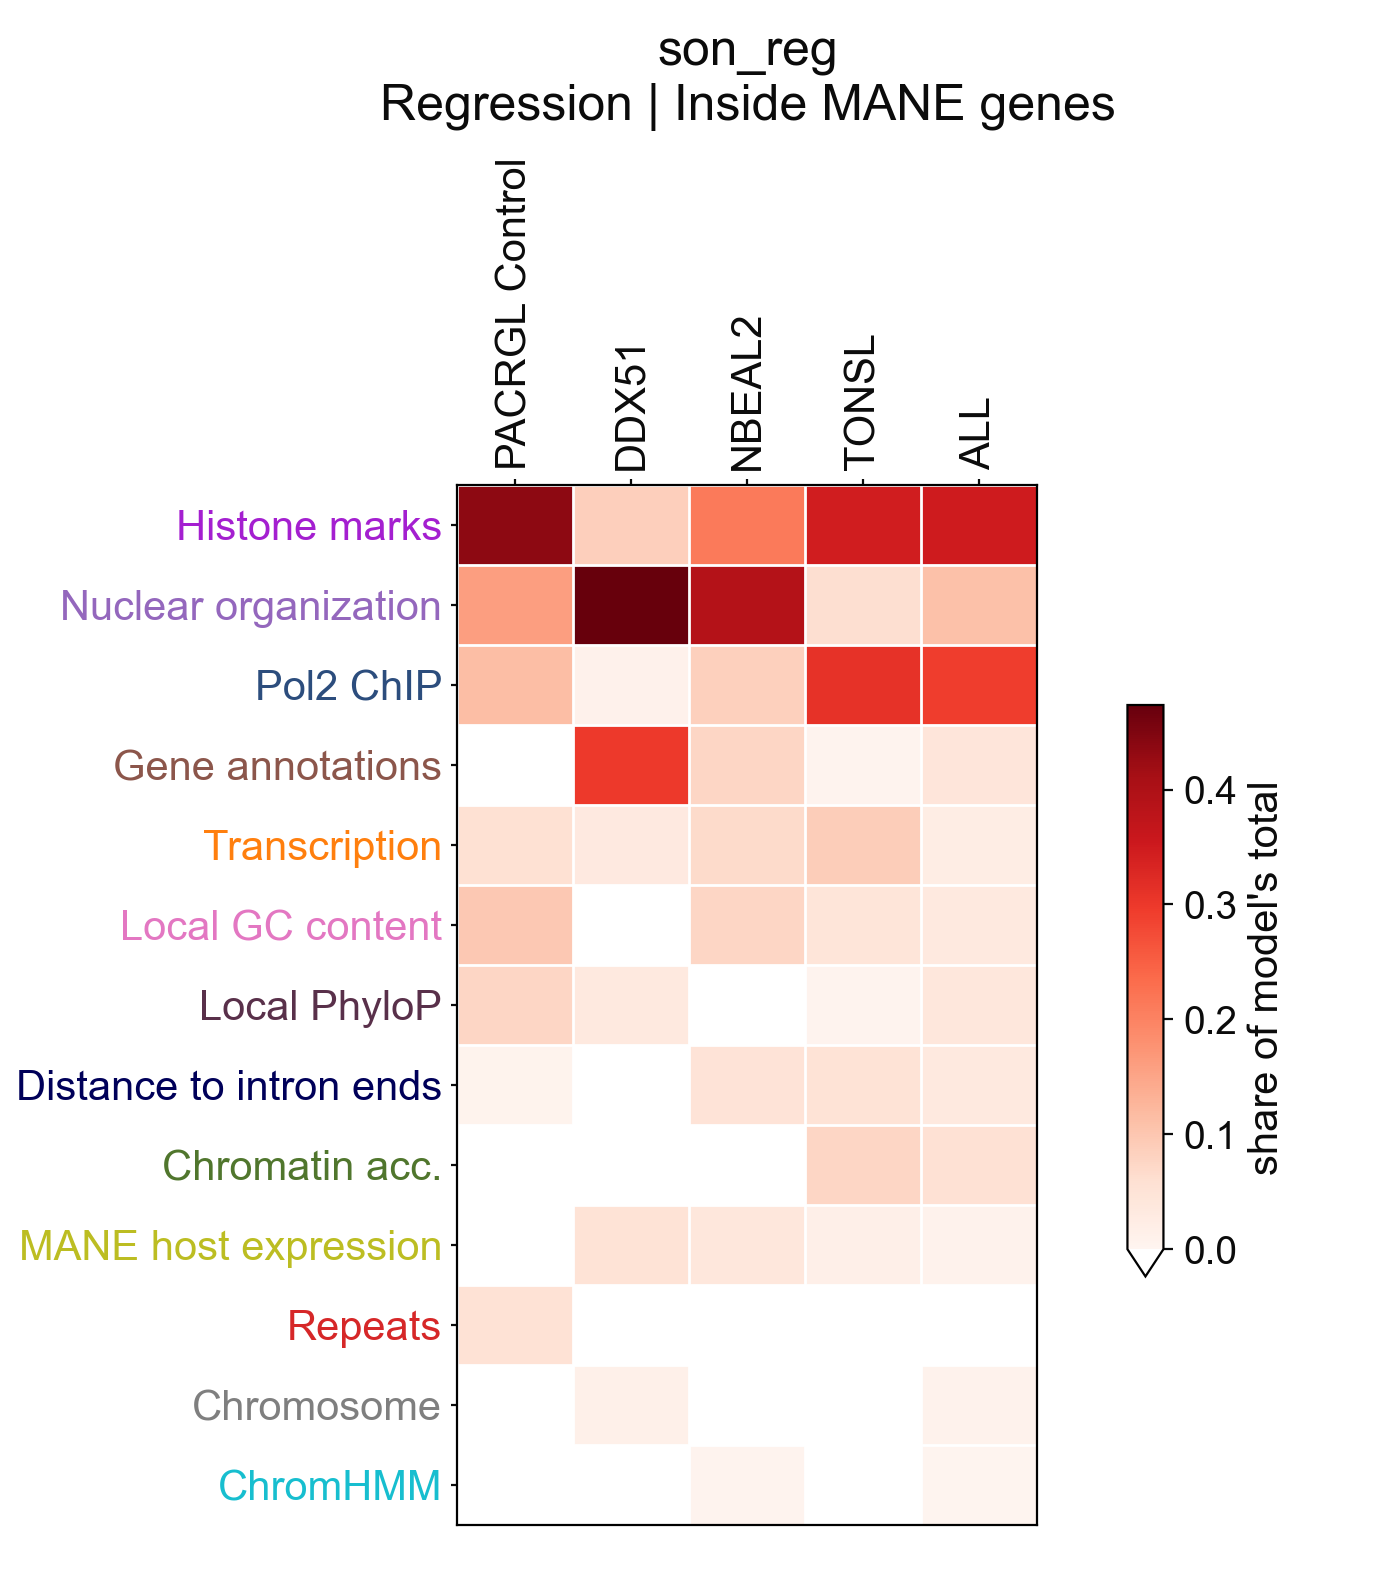 son_reg
Regression | Inside MANE genes
PACRGL Control
DDX51
NBEAL2
TONSL
ALL
Histone marks
Nuclear organization
Pol2 ChIP
Gene annotations
Transcription
Local GC content
Local PhyloP
Distance to intron ends
Chromatin acc.
MANE host expression
Repeats
Chromosome
ChromHMM
0.4
0.3
0.2
0.1
0.0
share of model's total